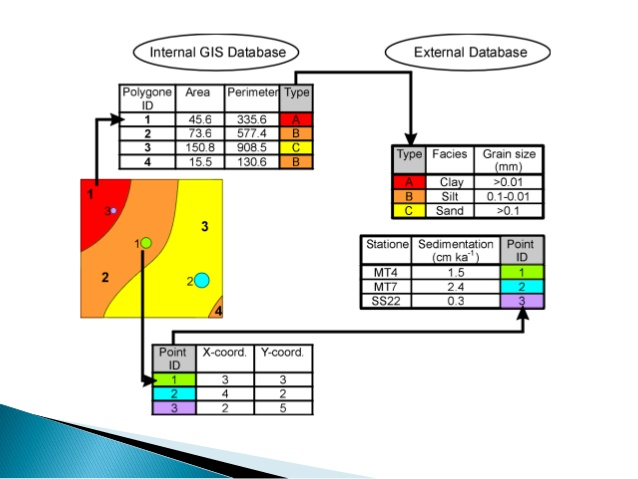 Internal GIS Database
External Database
Polygone ID Area Perimeter Type
1 45.6 335.6 A
2 73.6 577.4 B
3 150.8 908.5 C
4 15.5 130.6 B
Type Facies Grain size (mm)
A Clay >0.01
B Silt 0.1-0.01
C Sand >0.1
1
3
3
1
2
2
4
Statione Sedimentation (cm ka⁻¹) Point ID
MT4 1.5 1
MT7 2.4 2
SS22 0.3 3
Point ID X-coord. Y-coord.
1 3 3
2 4 2
3 2 5